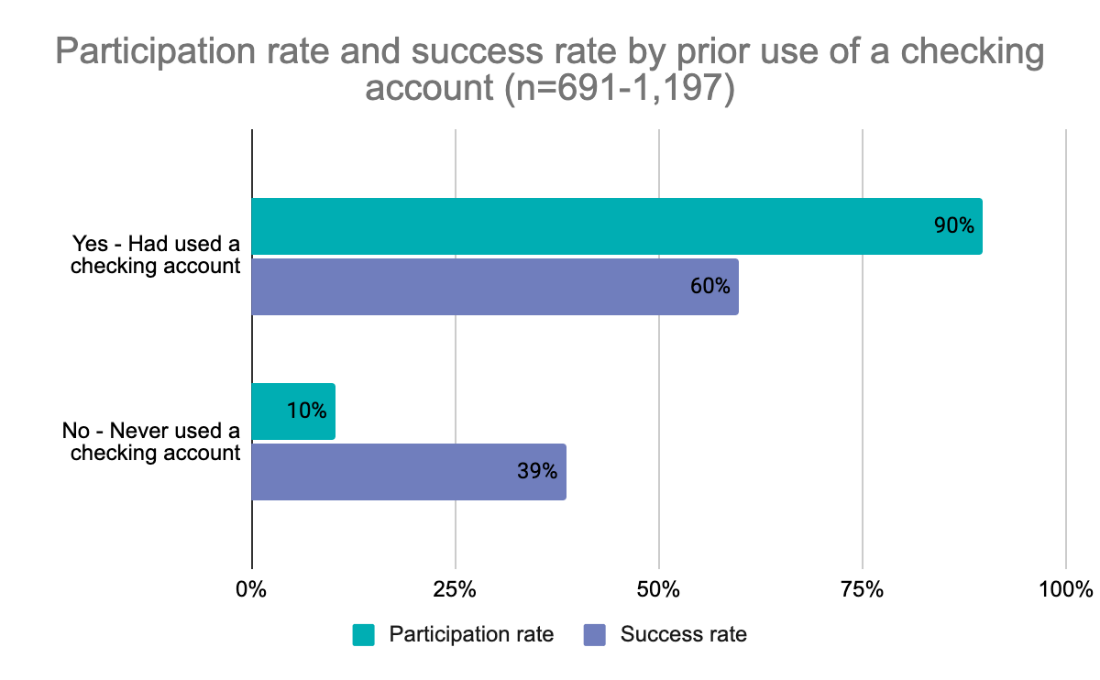 Participation rate and success rate by prior use of a checking
account (n=691-1,197)
Yes - Had used a
checking account
90%
60%
No - Never used a
checking account
10%
39%
0%
25%
50%
75%
100%
Participation rate
Success rate